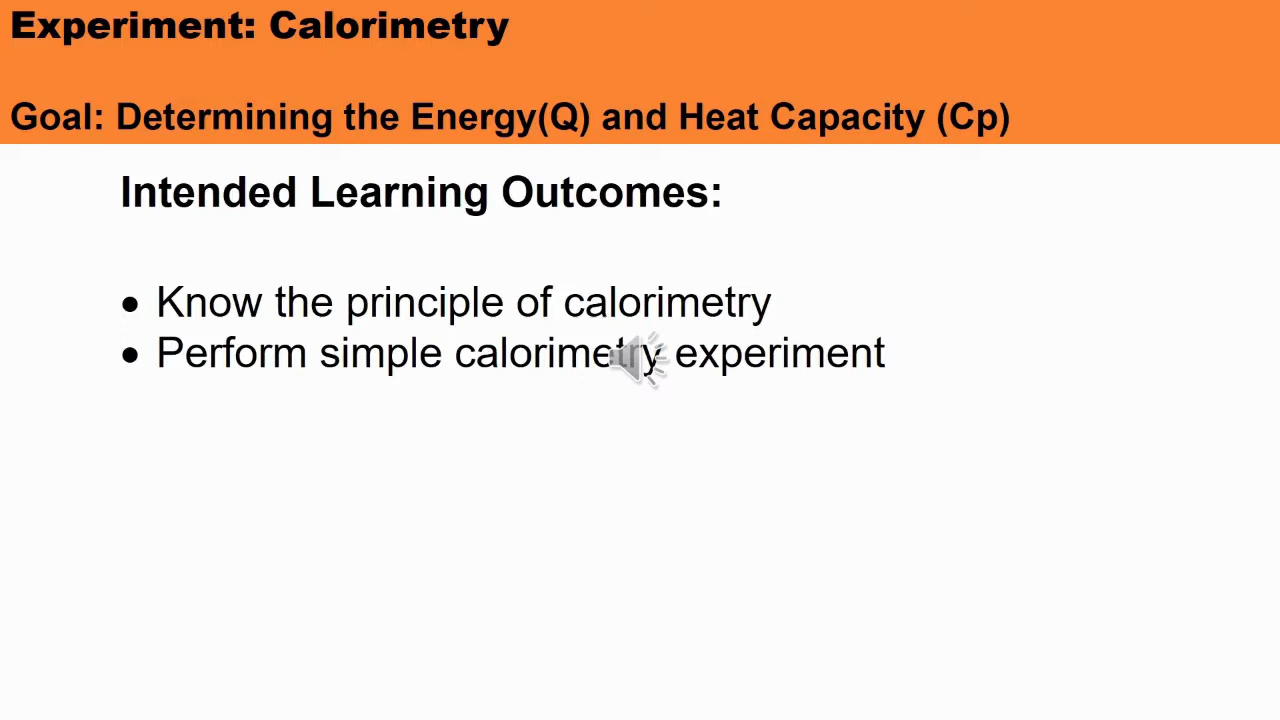 Experiment: Calorimetry
Goal: Determining the Energy(Q) and Heat Capacity (Cp)
Intended Learning Outcomes:
• Know the principle of calorimetry
• Perform simple calorimetry experiment